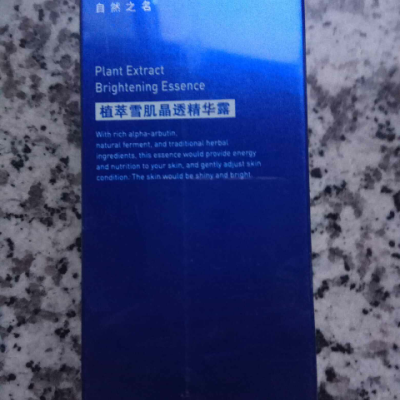 自然之名
Plant Extract
Brightening Essence
植萃雪肌晶透精华露
With rich alpha-arbutin,
natural ferment, and traditional herbal
ingredients, this essence would provide energy
and nutrition to your skin, and gently adjust skin
condition. The skin would be shiny and bright.